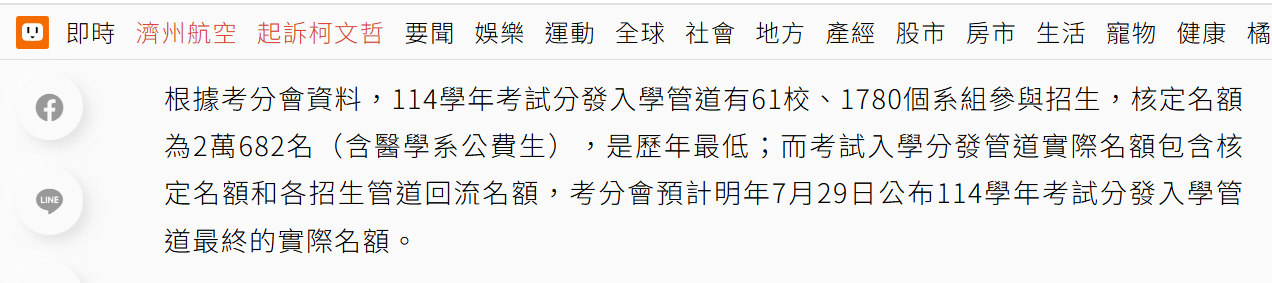 即時 濟州航空 起訴柯文哲 要聞 娛樂 運動 全球 社會 地方 產經 股市 房市 生活 寵物 健康 橘
根據考分會資料，114學年考試分發入學管道有61校、1780個系組參與招生，核定名額
為2萬682名（含醫學系公費生），是歷年最低；而考試入學分發管道實際名額包含核
定名額和各招生管道回流名額，考分會預計明年7月29日公布114學年考試分發入學管
LINE
道最終的實際名額。